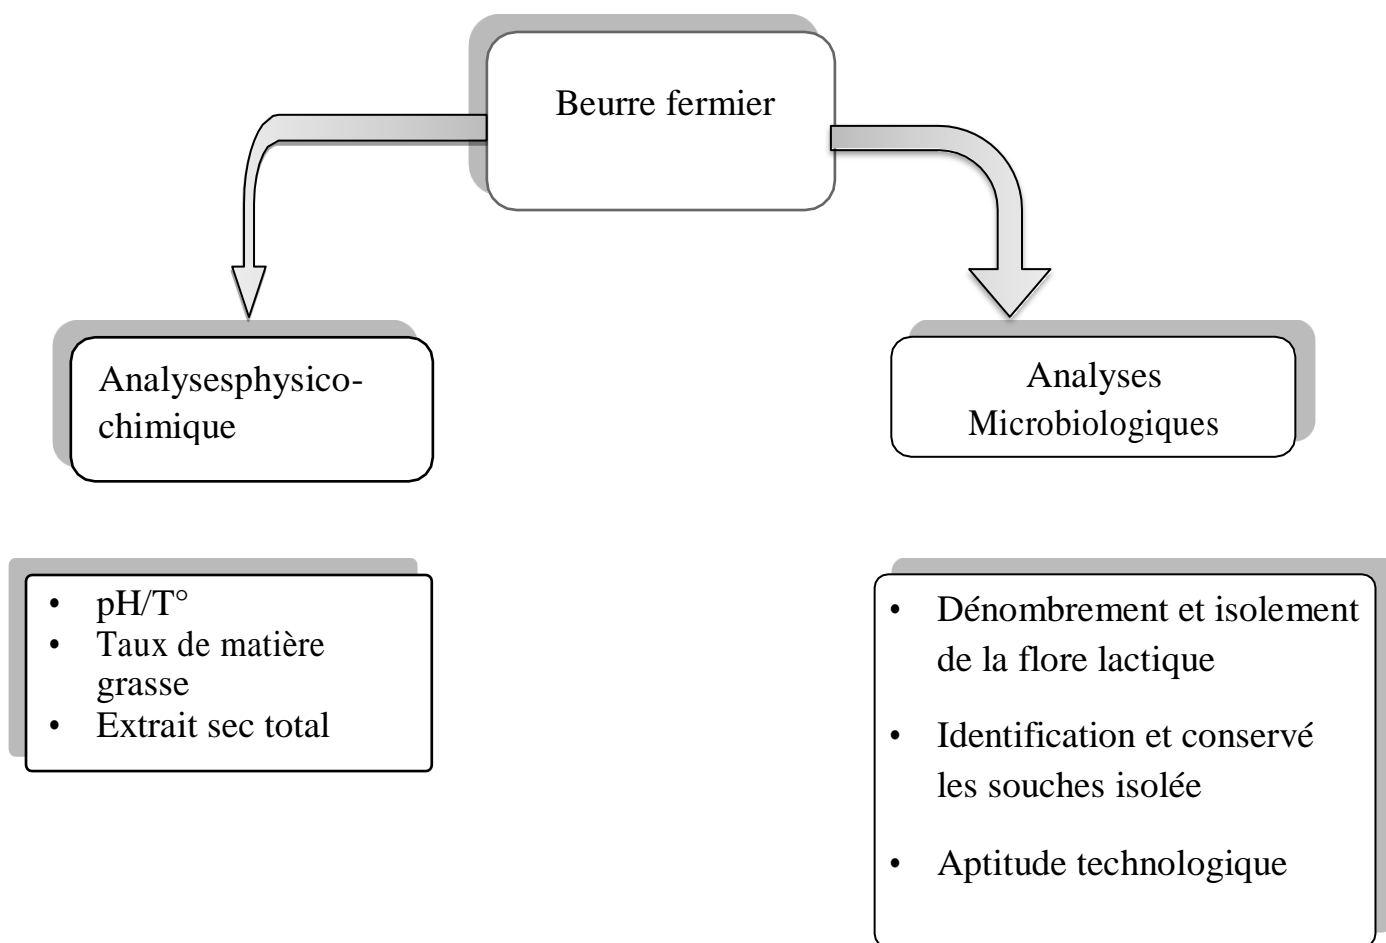 Beurre fermier
Analysesphysico-
chimique
Analyses
Microbiologiques
• pH/T°
• Taux de matière
grasse
• Extrait sec total
• Dénombrement et isolement
de la flore lactique
• Identification et conservé
les souches isolée
• Aptitude technologique